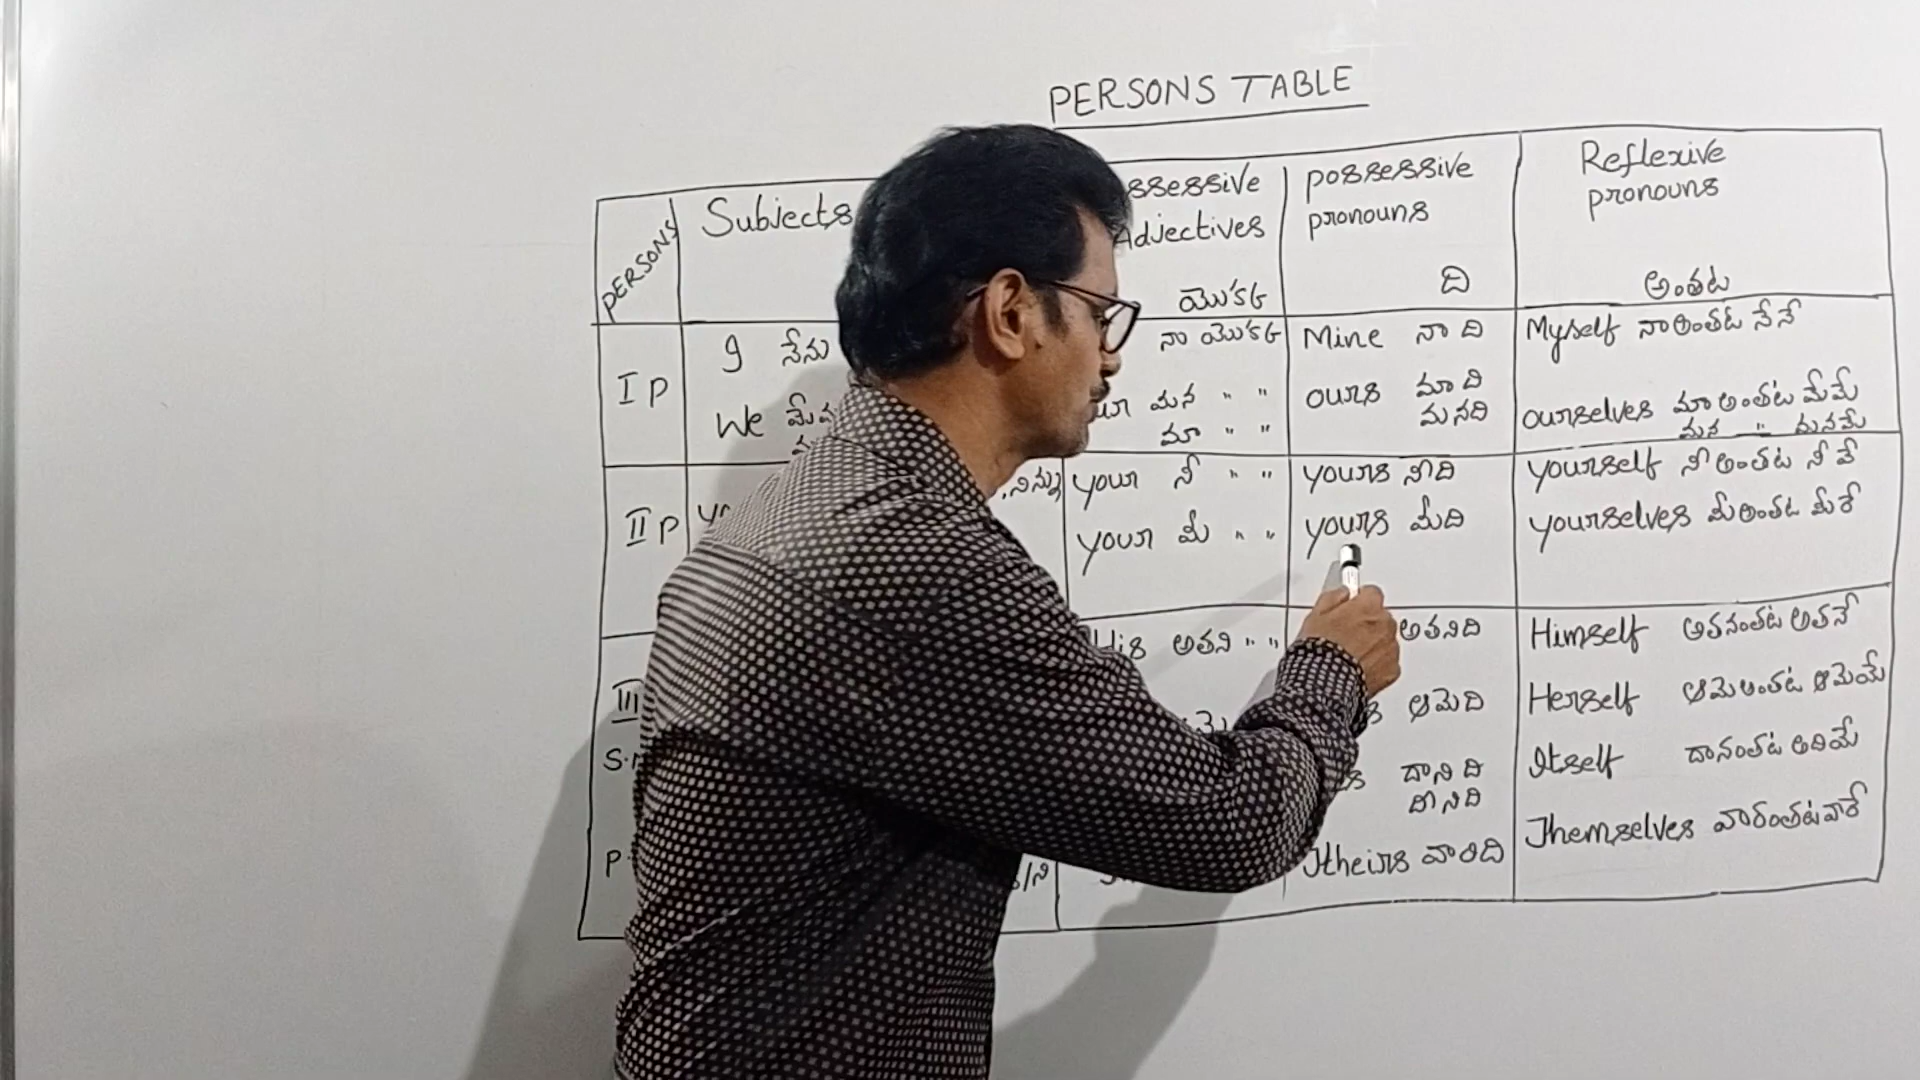 PERSONS TABLE
PERSONS Subjects Adjectives possessive pronouns Reflexive pronouns
యొక్క ది అంతట
I P I నేను నా యొక్క Mine నా ది Myself నా అంతట నేనే
We మన " " ours మా ది ourselves మా అంతట మేమే
మా " " మనది మన " మనమే
II P నిన్ను your నీ " " yours నీది yourself నీ అంతట నీ వే
your మీ " " yours మీది yourselves మీ అంతట మీరే
III His అతని " " అతనిది Himself అతనంతట అతనే
ఆమెది Herself ఆమె అంతట ఆమెయే
దాని ది Itself దానంతట అదియే
దీనిది
theirs వారిది Themselves వారంతట వారే